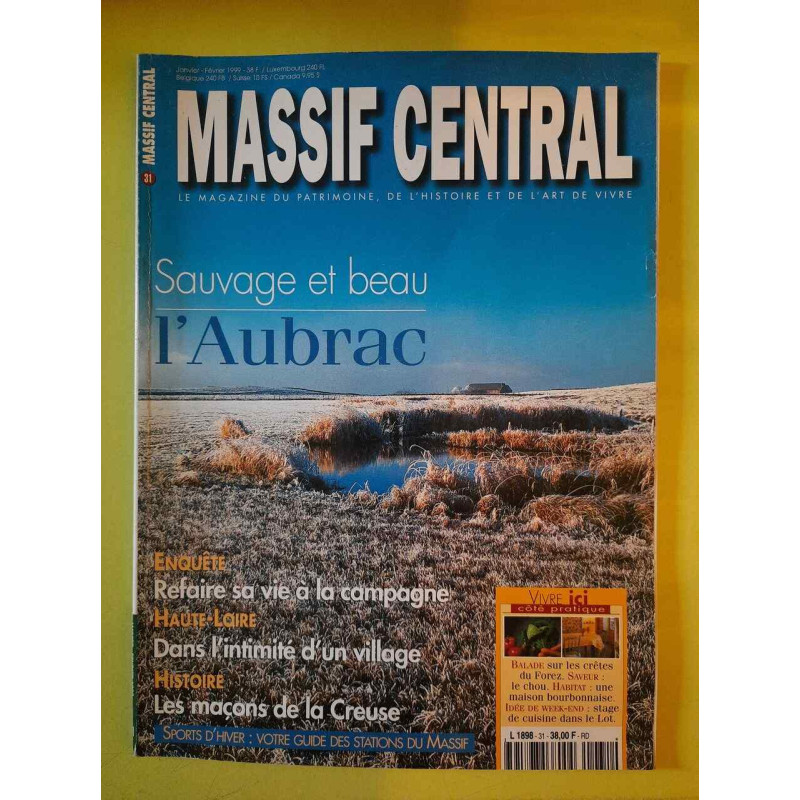 Janvier - Février 1999 - 38 F / Luxembourg 240 FL
Belgique 240 FB / Suisse 10 FS / Canada 9,95 $
MASSIF CENTRAL
LE MAGAZINE DU PATRIMOINE, DE L'HISTOIRE ET DE L'ART DE VIVRE
MASSIF CENTRAL
31
Sauvage et beau
l'Aubrac
ENQUÊTE
Refaire sa vie à la campagne
HAUTE-LOIRE
Dans l'intimité d'un village
HISTOIRE
Les maçons de la Creuse
SPORTS D'HIVER : VOTRE GUIDE DES STATIONS DU MASSIF
VIVRE ici
côté pratique
BALADE sur les crêtes
du Forez. SAVEUR :
le chou. HABITAT : une
maison bourbonnaise.
IDÉE DE WEEK-END : stage
de cuisine dans le Lot.
L 1898 - 31 - 38,00 F - RD